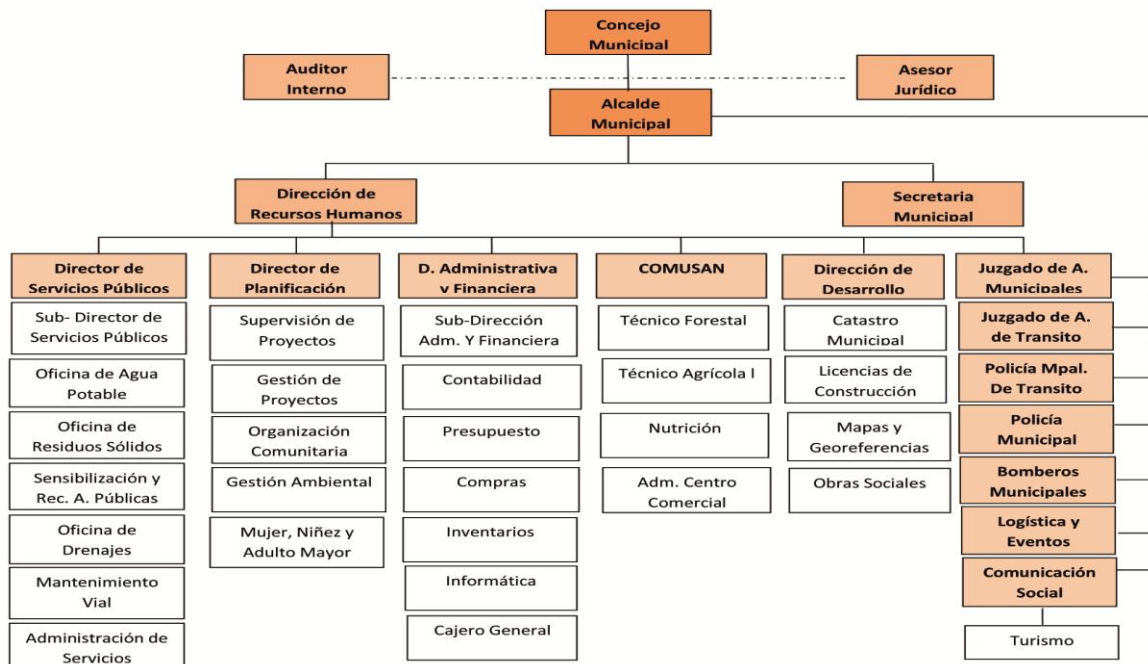 Concejo
Municipal
Auditor
Interno
Asesor
Jurídico
Alcalde
Municipal
Dirección de
Recursos Humanos
Secretaria
Municipal
Director de
Servicios Públicos
Sub- Director de
Servicios Públicos
Oficina de Agua
Potable
Oficina de
Residuos Sólidos
Sensibilización y
Rec. A. Públicas
Oficina de
Drenajes
Mantenimiento
Vial
Administración de
Servicios
Director de
Planificación
Supervisión de
Proyectos
Gestión de
Proyectos
Organización
Comunitaria
Gestión Ambiental
Mujer, Niñez y
Adulto Mayor
D. Administrativa
y Financiera
Sub-Dirección
Adm. Y Financiera
Contabilidad
Presupuesto
Compras
Inventarios
Informática
Cajero General
COMUSAN
Técnico Forestal
Técnico Agrícola l
Nutrición
Adm. Centro
Comercial
Dirección de
Desarrollo
Catastro
Municipal
Licencias de
Construcción
Mapas y
Georeferencias
Obras Sociales
Juzgado de A.
Municipales
Juzgado de A.
de Transito
Policía Mpal.
De Transito
Policía
Municipal
Bomberos
Municipales
Logística y
Eventos
Comunicación
Social
Turismo